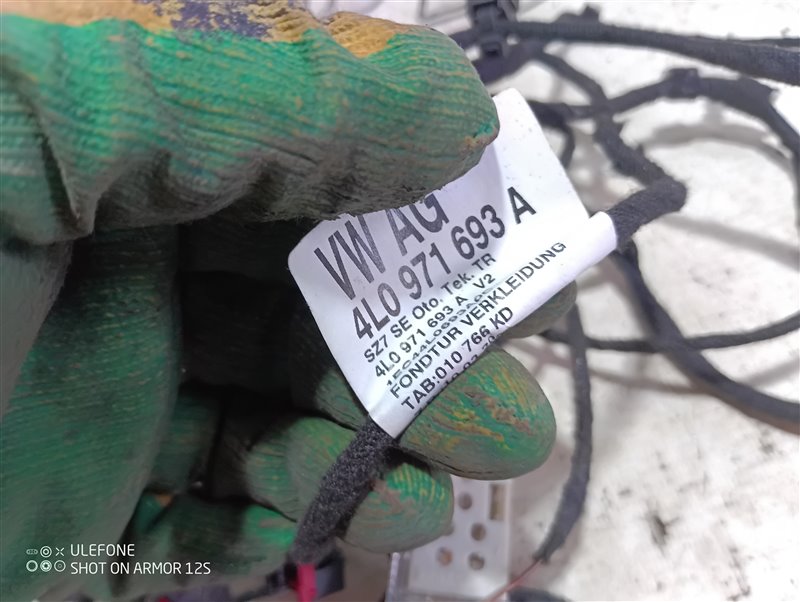 VW AG
4L0 971 693 A
SZ7 SE Oto. Tek. TR
4L0 971 693 A V2
FONDTUR VERKLEIDUNG
TAB:010 766 KD
ULEFONE
SHOT ON ARMOR 12S